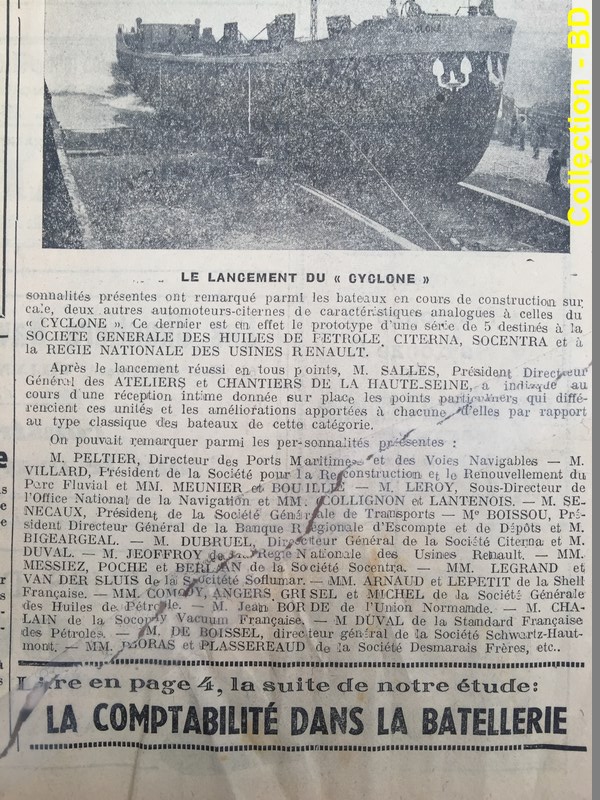 LE LANCEMENT DU « CYCLONE »
sonnalités présentes ont remarqué parmi les bateaux en cours de construction sur
cale, deux autres automoteurs-citernes de caractéristiques analogues à celles du
« CYCLONE ». Ce dernier est en effet le prototype d'une série de 5 destinés à la
SOCIETE GENERALE DES HUILES DE PETROLE, CITERNA, SOCENTRA et à
la REGIE NATIONALE DES USINES RENAULT.
Après le lancement réussi en tous points, M. SALLES, Président Directeur
Général des ATELIERS et CHANTIERS DE LA HAUTE-SEINE, a indiqué au
cours d'une réception intime donnée sur place les points particuliers qui diffé-
rencient ces unités et les améliorations apportées à chacune d'elles par rapport
au type classique des bateaux de cette catégorie.
On pouvait remarquer parmi les per-sonnalités présentes :
M. PELTIER, Directeur des Ports Maritimes et des Voies Navigables — M.
VILLARD, Président de la Société pour la Reconstruction et le Renouvellement du
Parc Fluvial et MM. MEUNIER et — M. LEROY, Sous-Directeur de
l'Office National de la Navigation et MM. COLLIGNON et LANTENOIS. — M. SE-
NECAUX, Président de la Société Générale de Transports — Me BOISSOU, Pré-
sident Directeur Général de la Banque Régionale d'Escompte et de Dépôts et M.
BIGEARGEAL. — M. DUBRUEL, Directeur Général de la Société Citerna et M.
DUVAL. — M. JEOFFROY de la Régie Nationale des Usines Renault. — MM.
MESSIEZ, POCHE et de la Société Socentra. — MM. LEGRAND et
VAN DER SLUIS de la Socitété Soflumar. — MM. ARNAUD et LEPETIT de la Shell
Française. — MM. COMOLY, ANGERS, GRISEL et MICHEL de la Société Générale
des Huiles de Pétrole. — M. Jean BORDE de l'Union Normande. — M. CHA-
LAIN de la Socony Vacuum Française. — M DUVAL de la Standard Française
des Pétroles. — M. DE BOISSEL, directeur général de la Société Schwartz-Haut-
mont. — MM. et PLASSEREAUD de la Société Desmarais Frères, etc..
Lire en page 4, la suite de notre étude:
LA COMPTABILITÉ DANS LA BATELLERIE
Collection - BD